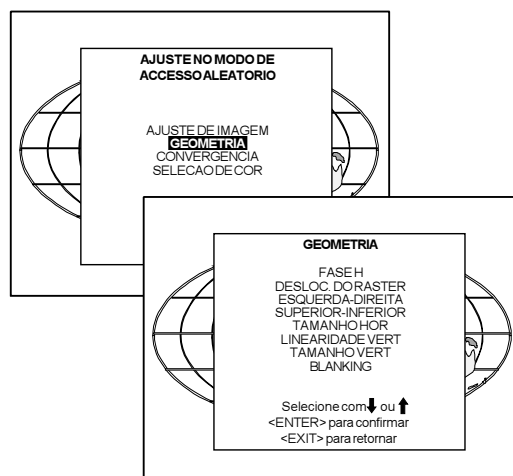 AJUSTE NO MODO DE
ACCESSO ALEATORIO
AJUSTE DE IMAGEM
GEOMETRIA
CONVERGENCIA
SELECAO DE COR
GEOMETRIA
FASE H
DESLOC. DO RASTER
ESQUERDA-DIREITA
SUPERIOR-INFERIOR
TAMANHO HOR
LINEARIDADE VERT
TAMANHO VERT
BLANKING
Selecione com ⬇ ou ⬆
<ENTER> para confirmar
<EXIT> para retornar